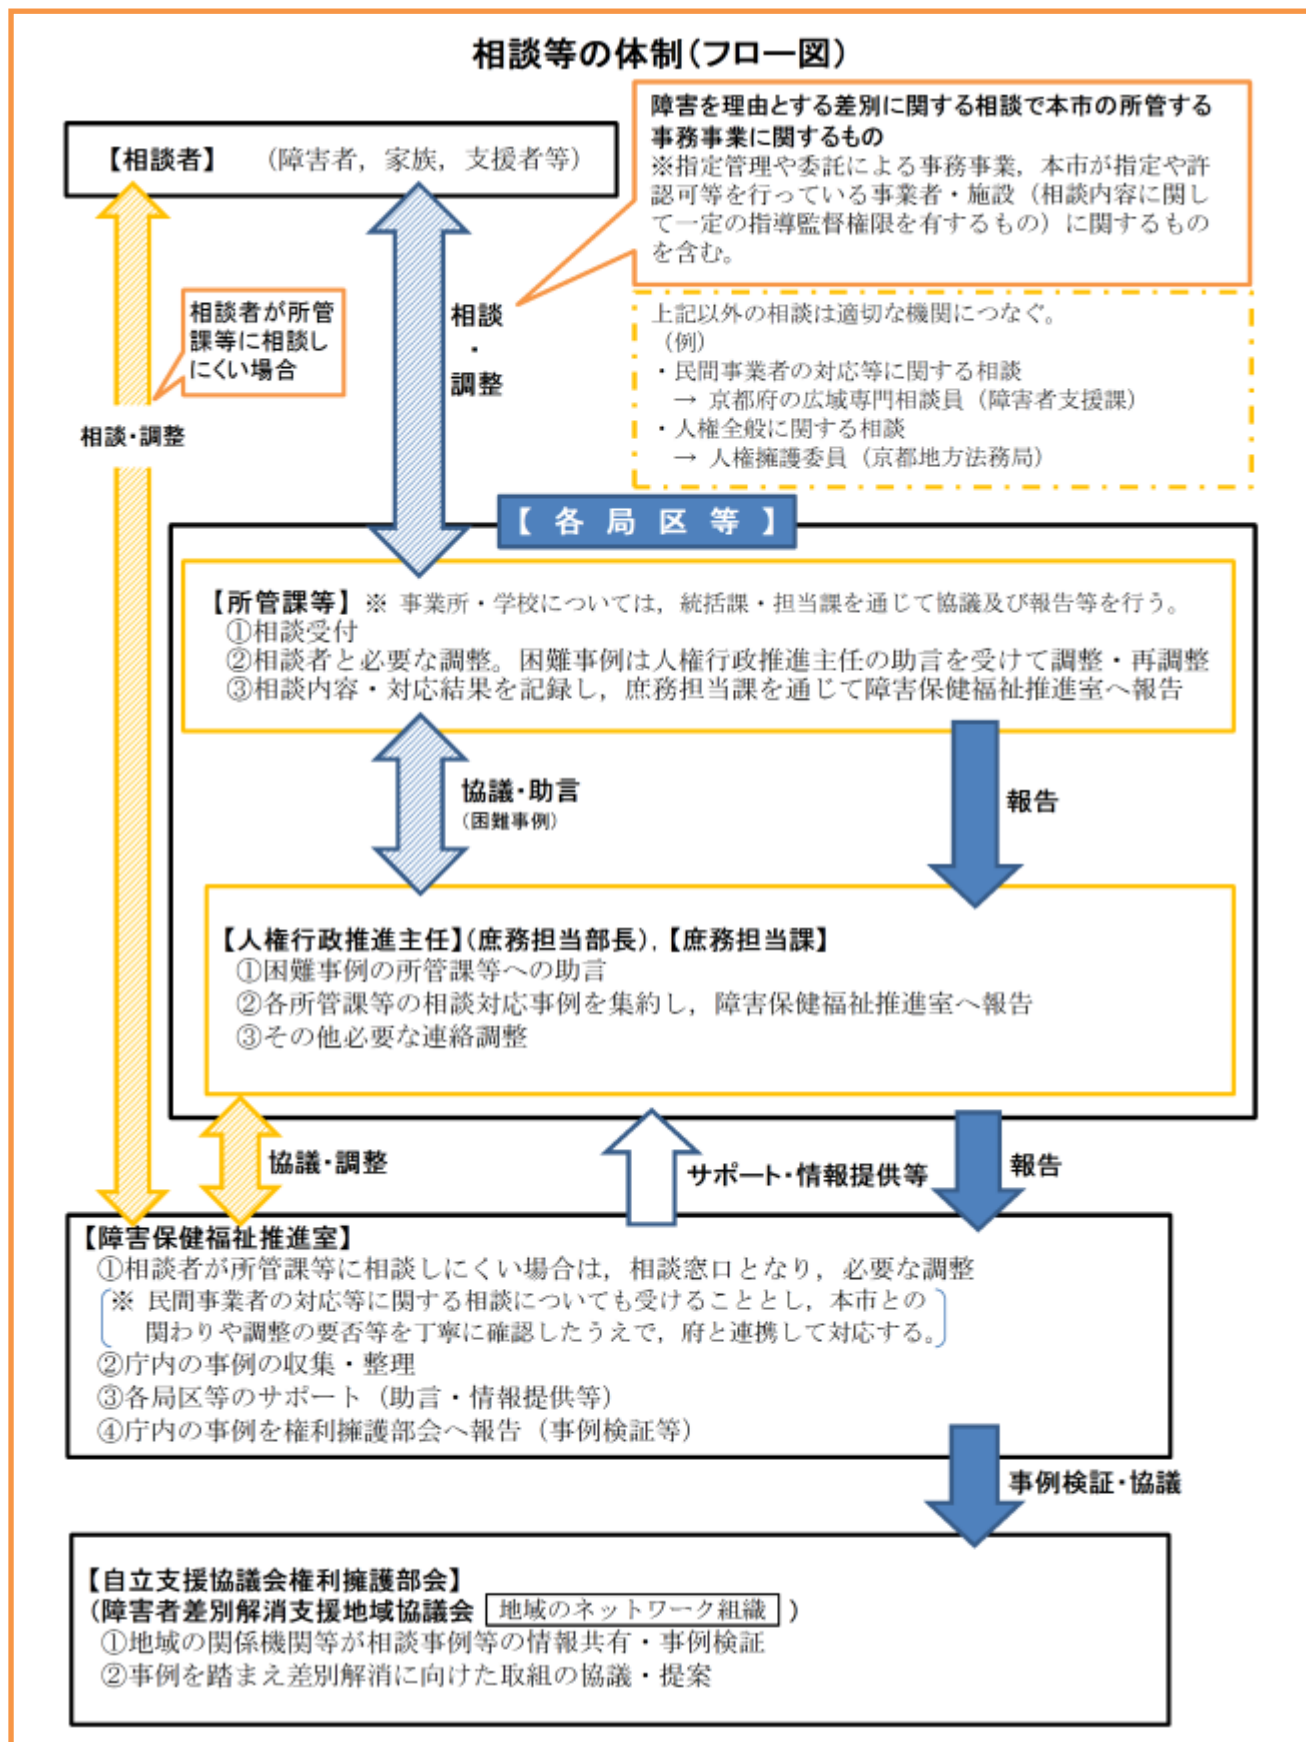 相談等の体制(フロー図)
障害を理由とする差別に関する相談で本市の所管する
事務事業に関するもの
※指定管理や委託による事務事業，本市が指定や許
認可等を行っている事業者・施設（相談内容に関し
て一定の指導監督権限を有するもの）に関するもの
を含む。
【相談者】　（障害者，家族，支援者等）
相談者が所管
課等に相談し
にくい場合
相談
・
調整
上記以外の相談は適切な機関につなぐ。
（例）
・民間事業者の対応等に関する相談
→ 京都府の広域専門相談員（障害者支援課）
・人権全般に関する相談
→ 人権擁護委員（京都地方法務局）
相談・調整
【 各 局 区 等 】
【所管課等】※ 事業所・学校については，統括課・担当課を通じて協議及び報告等を行う。
①相談受付
②相談者と必要な調整。困難事例は人権行政推進主任の助言を受けて調整・再調整
③相談内容・対応結果を記録し，庶務担当課を通じて障害保健福祉推進室へ報告
協議・助言
（困難事例）
報告
【人権行政推進主任】(庶務担当部長)，【庶務担当課】
①困難事例の所管課等への助言
②各所管課等の相談対応事例を集約し，障害保健福祉推進室へ報告
③その他必要な連絡調整
協議・調整
サポート・情報提供等
報告
【障害保健福祉推進室】
①相談者が所管課等に相談しにくい場合は，相談窓口となり，必要な調整
※ 民間事業者の対応等に関する相談についても受けることとし，本市との
関わりや調整の要否等を丁寧に確認したうえで，府と連携して対応する。
②庁内の事例の収集・整理
③各局区等のサポート（助言・情報提供等）
④庁内の事例を権利擁護部会へ報告（事例検証等）
事例検証・協議
【自立支援協議会権利擁護部会】
(障害者差別解消支援地域協議会 地域のネットワーク組織 )
①地域の関係機関等が相談事例等の情報共有・事例検証
②事例を踏まえ差別解消に向けた取組の協議・提案